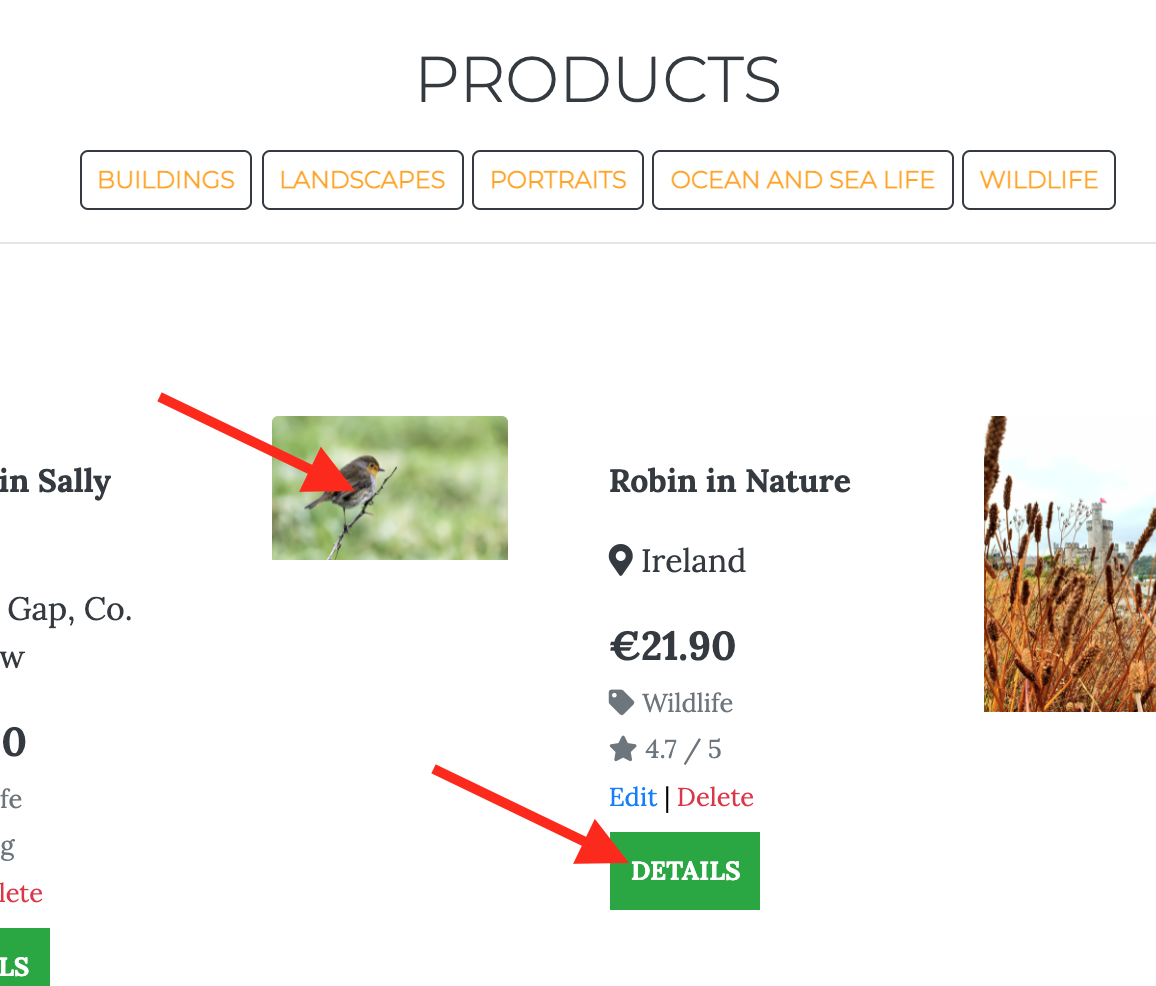 PRODUCTS
BUILDINGS LANDSCAPES PORTRAITS OCEAN AND SEA LIFE WILDLIFE
in Sally
Gap, Co.
w
0
fe
g
lete
LS
Robin in Nature
Ireland
€21.90
Wildlife
4.7 / 5
Edit | Delete
DETAILS